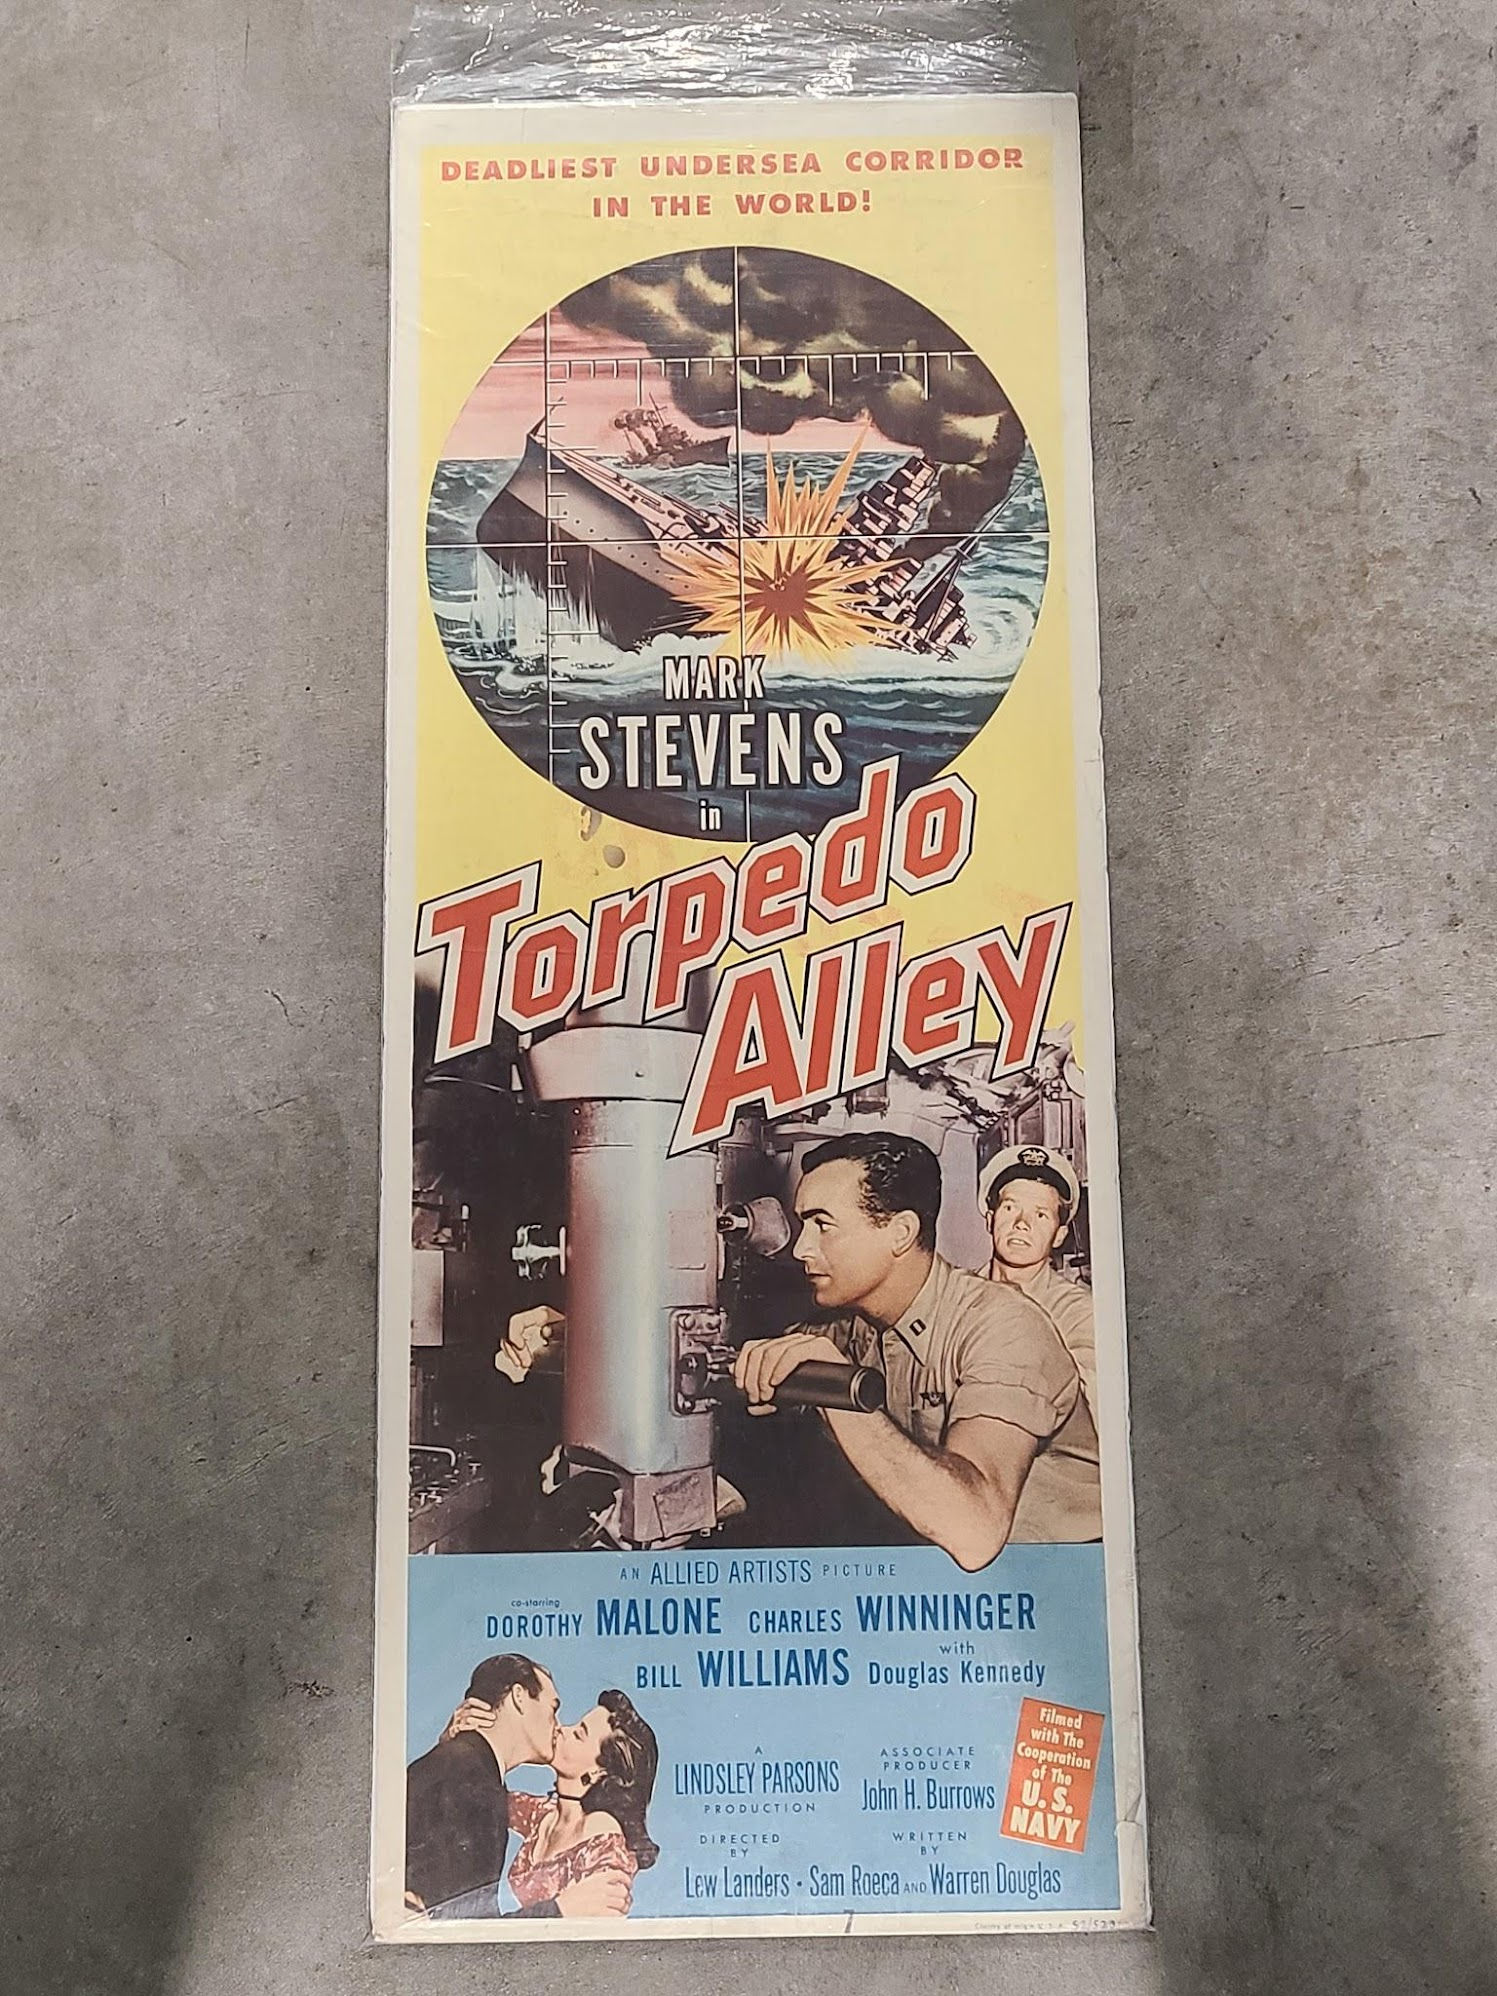 DEADLIEST UNDERSEA CORRIDOR
IN THE WORLD!
MARK
STEVENS
in
Torpedo
Alley
AN ALLIED ARTISTS PICTURE
co-starring
DOROTHY MALONE CHARLES WINNINGER
BILL WILLIAMS with Douglas Kennedy
A
LINDSLEY PARSONS
PRODUCTION
ASSOCIATE
PRODUCER
John H. Burrows
Filmed
with The
Cooperation
of The
U.S.
NAVY
DIRECTED
BY
Lew Landers •
WRITTEN
BY
Sam Roeca AND Warren Douglas
U.S.A. 52/523